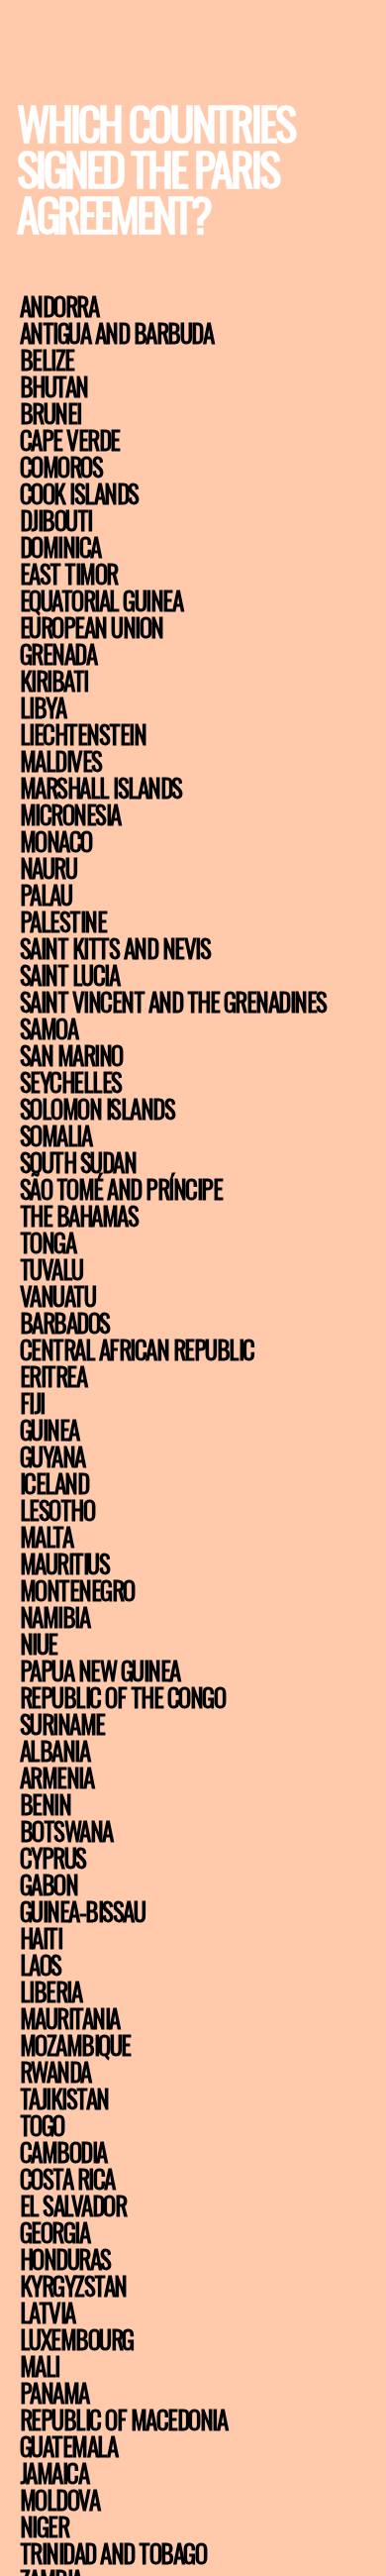 WHICH COUNTRIES
SIGNED THE PARIS
AGREEMENT?
ANDORRA
ANTIGUA AND BARBUDA
BELIZE
BHUTAN
BRUNEI
CAPE VERDE
COMOROS
COOK ISLANDS
DJIBOUTI
DOMINICA
EAST TIMOR
EQUATORIAL GUINEA
EUROPEAN UNION
GRENADA
KIRIBATI
LIBYA
LIECHTENSTEIN
MALDIVES
MARSHALL ISLANDS
MICRONESIA
MONACO
NAURU
PALAU
PALESTINE
SAINT KITTS AND NEVIS
SAINT LUCIA
SAINT VINCENT AND THE GRENADINES
SAMOA
SAN MARINO
SEYCHELLES
SOLOMON ISLANDS
SOMALIA
SOUTH SUDAN
SÃO TOMÉ AND PRÍNCIPE
THE BAHAMAS
TONGA
TUVALU
VANUATU
BARBADOS
CENTRAL AFRICAN REPUBLIC
ERITREA
FIJI
GUINEA
GUYANA
ICELAND
LESOTHO
MALTA
MAURITIUS
MONTENEGRO
NAMIBIA
NIUE
PAPUA NEW GUINEA
REPUBLIC OF THE CONGO
SURINAME
ALBANIA
ARMENIA
BENIN
BOTSWANA
CYPRUS
GABON
GUINEA-BISSAU
HAITI
LAOS
LIBERIA
MAURITANIA
MOZAMBIQUE
RWANDA
TAJIKISTAN
TOGO
CAMBODIA
COSTA RICA
EL SALVADOR
GEORGIA
HONDURAS
KYRGYZSTAN
LATVIA
LUXEMBOURG
MALI
PANAMA
REPUBLIC OF MACEDONIA
GUATEMALA
JAMAICA
MOLDOVA
NIGER
TRINIDAD AND TOBAGO
ZAMBIA